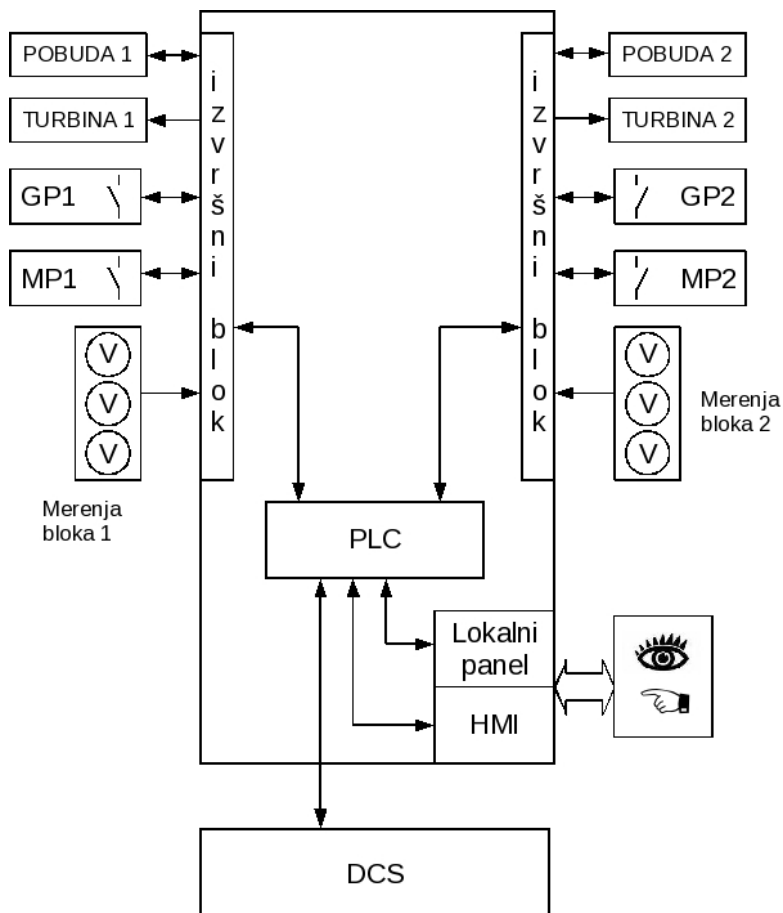 POBUDA 1
TURBINA 1
GP1
MP1
V
V
V
Merenja
bloka 1
izvršni blok
izvršni blok
POBUDA 2
TURBINA 2
GP2
MP2
V
V
V
Merenja
bloka 2
PLC
Lokalni
panel
HMI
DCS